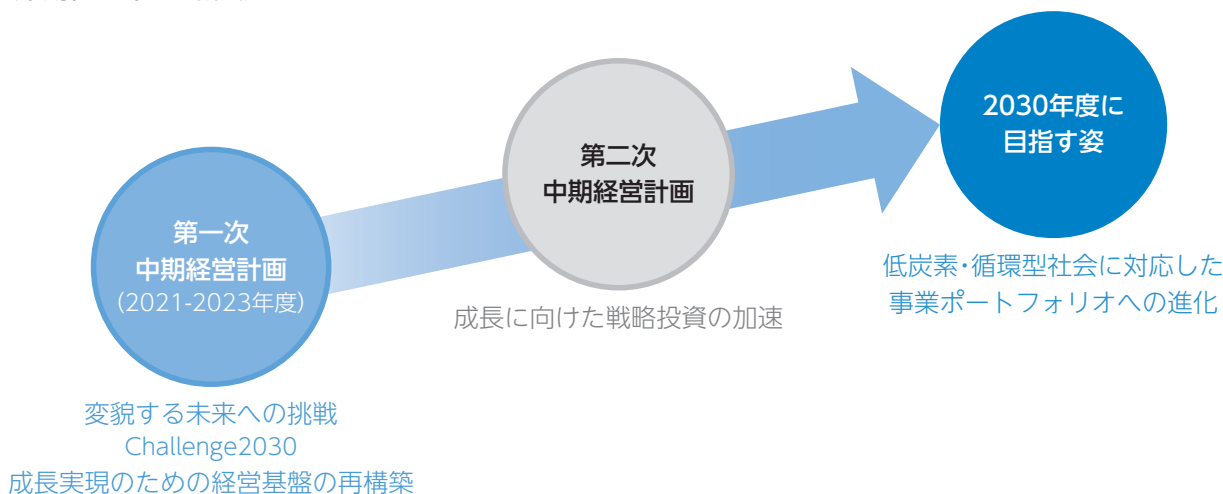 第一次
中期経営計画
(2021-2023年度)
変貌する未来への挑戦
Challenge2030
成長実現のための経営基盤の再構築
第二次
中期経営計画
成長に向けた戦略投資の加速
2030年度に
目指す姿
低炭素・循環型社会に対応した
事業ポートフォリオへの進化